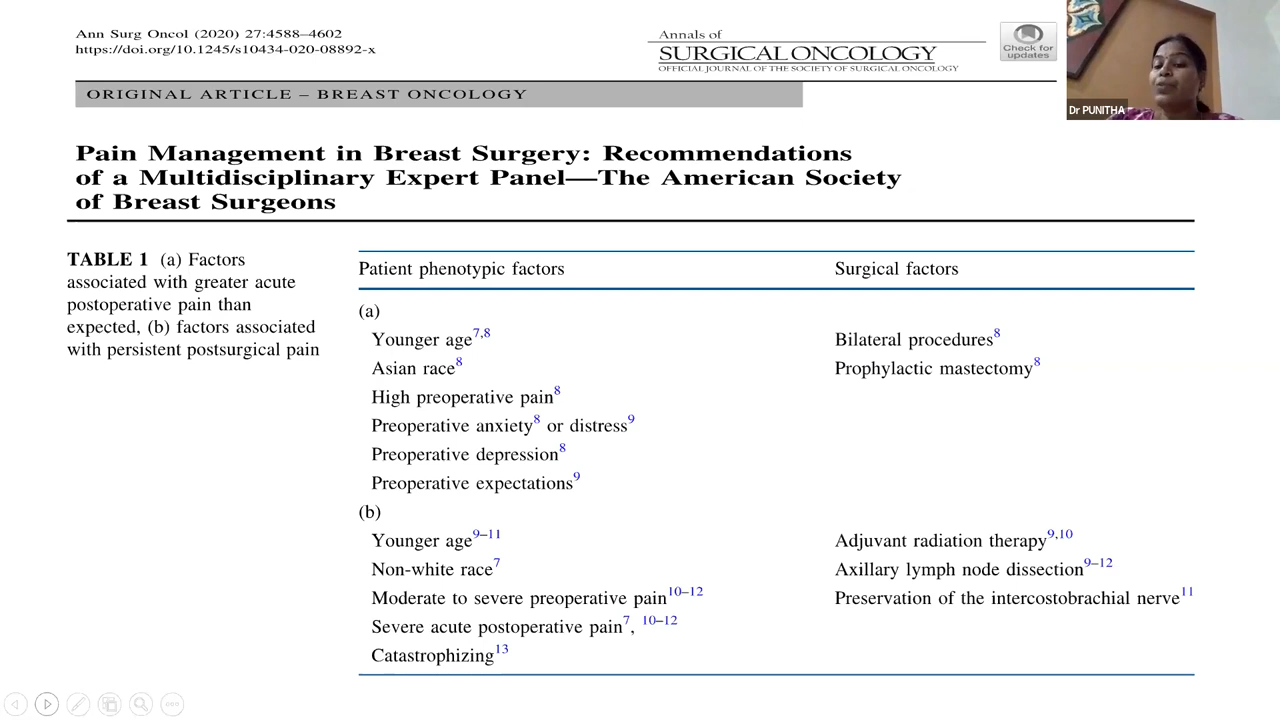 Ann Surg Oncol (2020) 27:4588–4602
https://doi.org/10.1245/s10434-020-08892-x
Annals of
SURGICAL ONCOLOGY
OFFICIAL JOURNAL OF THE SOCIETY OF SURGICAL ONCOLOGY
Check for
updates
Dr PUNITHA
ORIGINAL ARTICLE – BREAST ONCOLOGY
Pain Management in Breast Surgery: Recommendations
of a Multidisciplinary Expert Panel—The American Society
of Breast Surgeons
TABLE 1 (a) Factors
associated with greater acute
postoperative pain than
expected, (b) factors associated
with persistent postsurgical pain
Patient phenotypic factors Surgical factors
(a)
Younger age7,8 Bilateral procedures8
Asian race8 Prophylactic mastectomy8
High preoperative pain8
Preoperative anxiety8 or distress9
Preoperative depression8
Preoperative expectations9
(b)
Younger age9–11 Adjuvant radiation therapy9,10
Non-white race7 Axillary lymph node dissection9–12
Moderate to severe preoperative pain10–12 Preservation of the intercostobrachial nerve11
Severe acute postoperative pain7, 10–12
Catastrophizing13